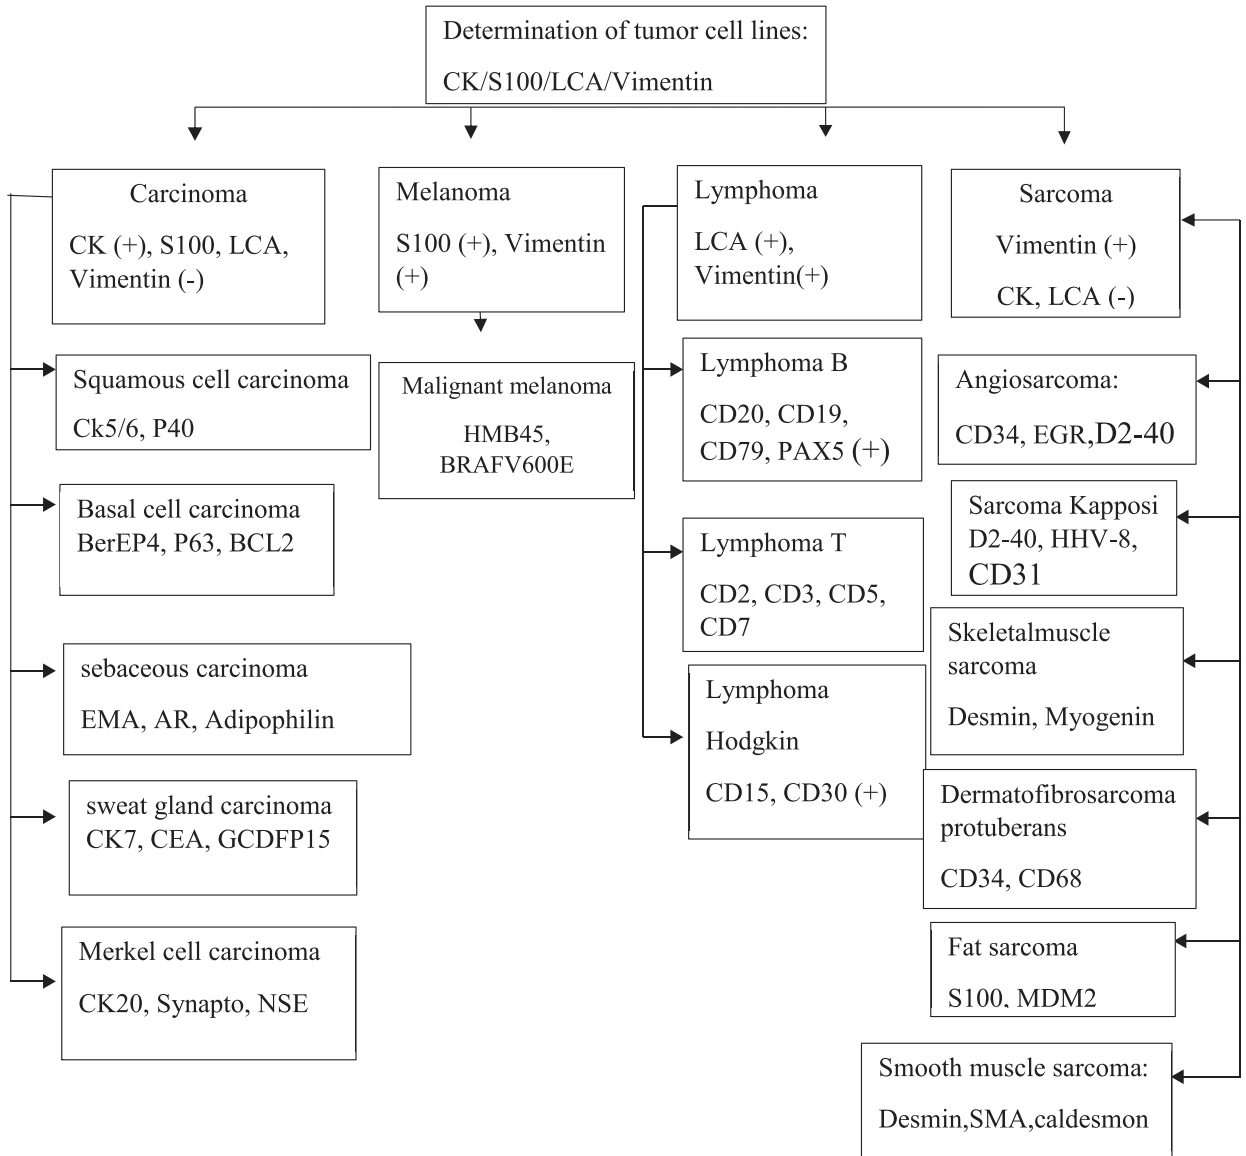 Determination of tumor cell lines:
CK/S100/LCA/Vimentin
Carcinoma
CK (+), S100, LCA,
Vimentin (-)
Squamous cell carcinoma
Ck5/6, P40
Basal cell carcinoma
BerEP4, P63, BCL2
sebaceous carcinoma
EMA, AR, Adipophilin
sweat gland carcinoma
CK7, CEA, GCDFP15
Merkel cell carcinoma
CK20, Synapto, NSE
Melanoma
S100 (+), Vimentin
(+)
Malignant melanoma
HMB45,
BRAFV600E
Lymphoma
LCA (+),
Vimentin(+)
Lymphoma B
CD20, CD19,
CD79, PAX5 (+)
Lymphoma T
CD2, CD3, CD5,
CD7
Lymphoma
Hodgkin
CD15, CD30 (+)
Sarcoma
Vimentin (+)
CK, LCA (-)
Angiosarcoma:
CD34, EGR,D2-40
Sarcoma Kapposi
D2-40, HHV-8,
CD31
Skeletalmuscle
sarcoma
Desmin, Myogenin
Dermatofibrosarcoma
protuberans
CD34, CD68
Fat sarcoma
S100, MDM2
Smooth muscle sarcoma:
Desmin,SMA,caldesmon